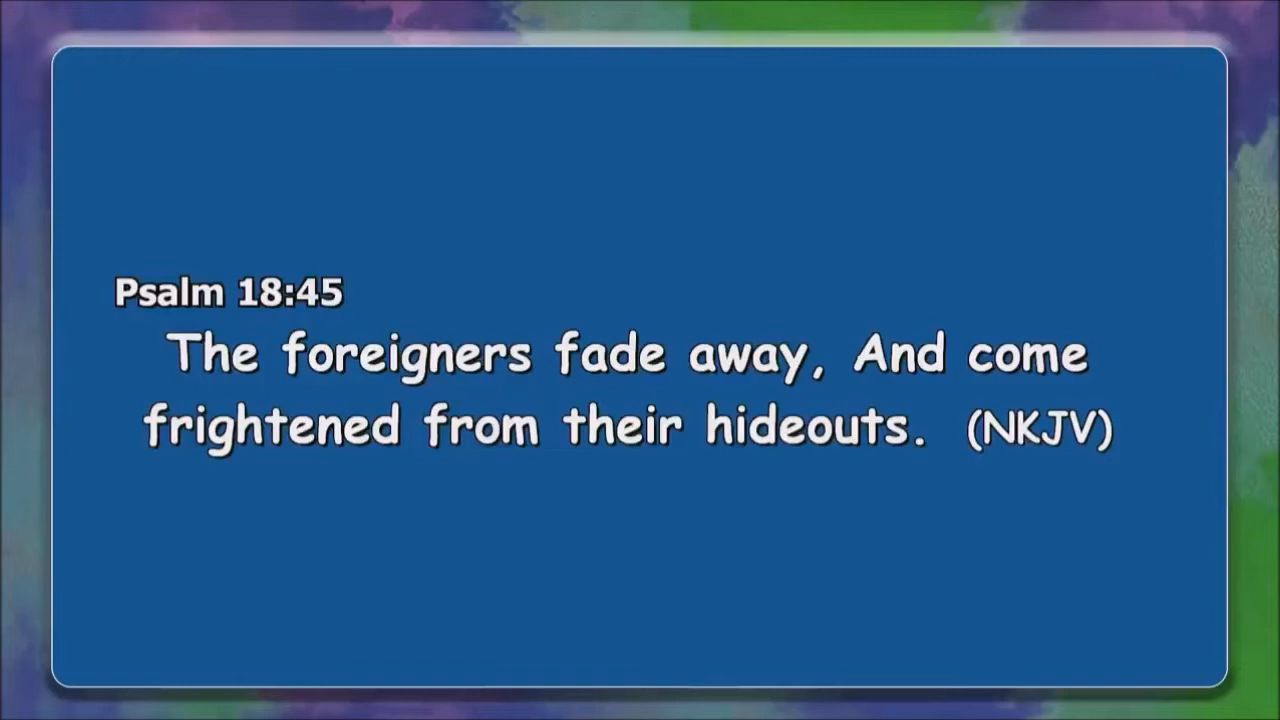 Psalm 18:45
The foreigners fade away, And come
frightened from their hideouts. (NKJV)